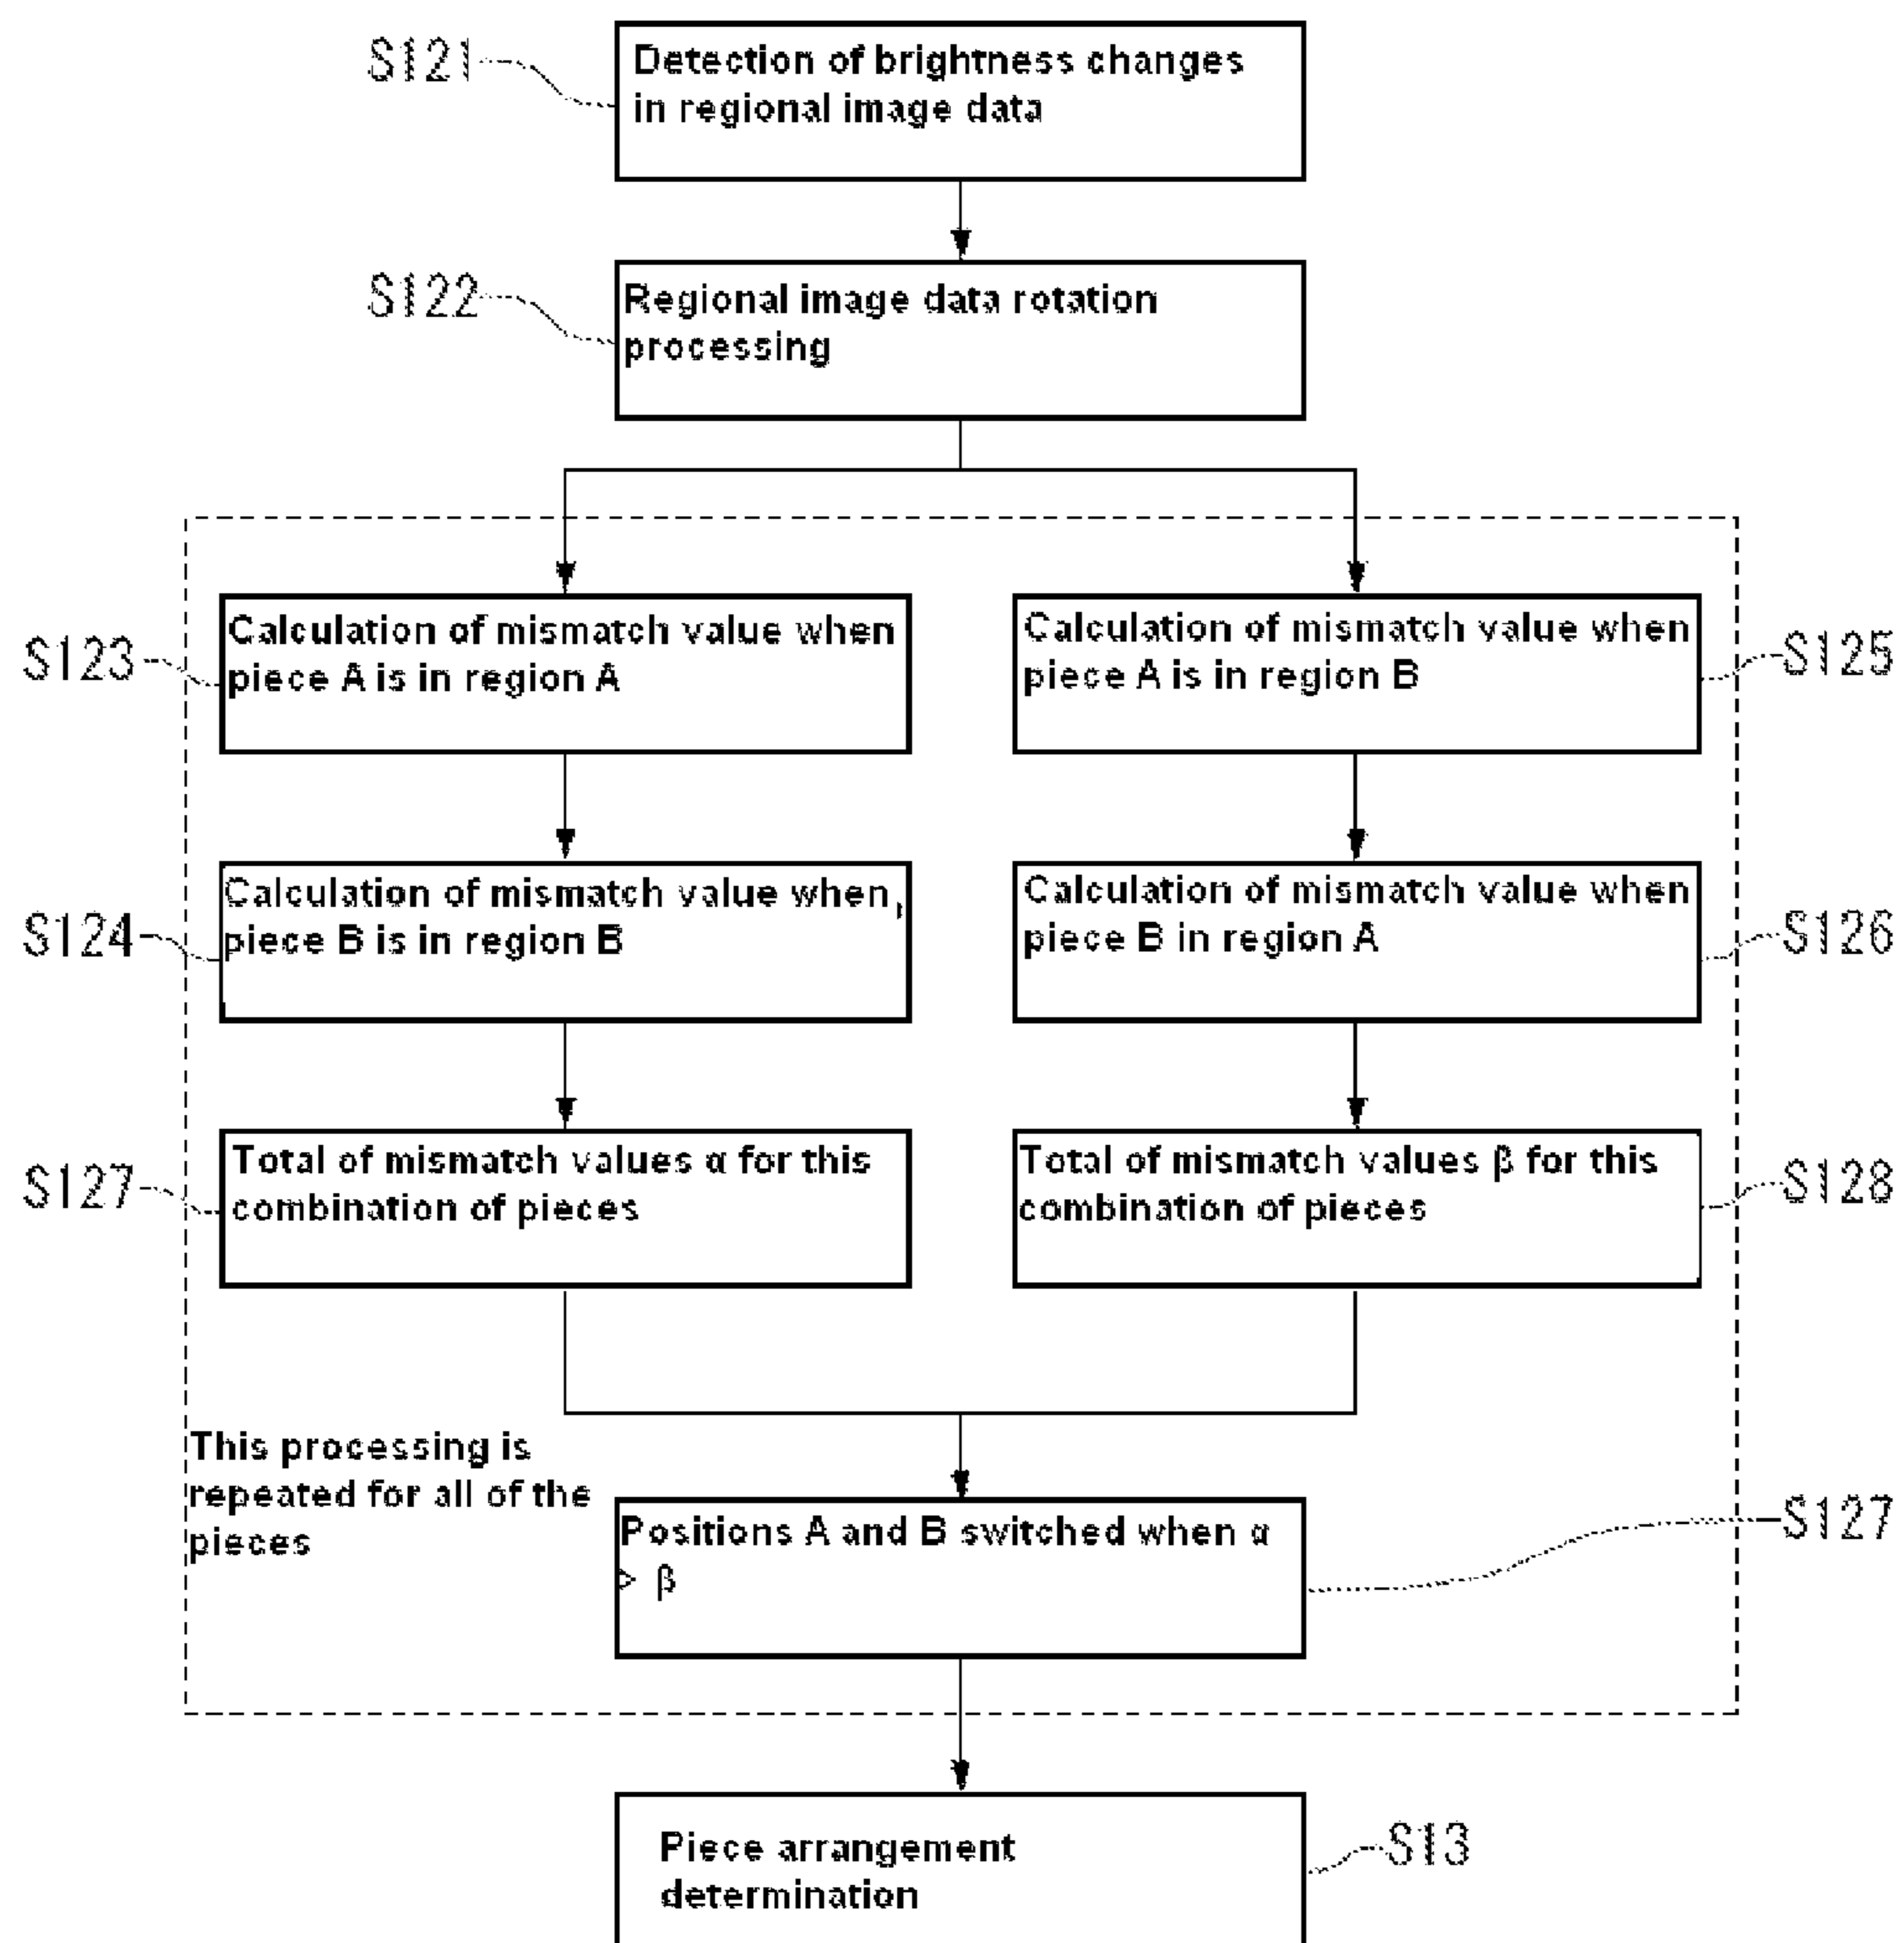 S121
Detection of brightness changes
in regional image data
S122
Regional image data rotation
processing
S123
Calculation of mismatch value when
piece A is in region A
Calculation of mismatch value when
piece A is in region B
S125
S124
Calculation of mismatch value when
piece B is in region B
Calculation of mismatch value when
piece B in region A
S126
S127
Total of mismatch values α for this
combination of pieces
Total of mismatch values β for this
combination of pieces
S128
This processing is
repeated for all of the
pieces
Positions A and B switched when α
> β
S127
Piece arrangement
determination
S13